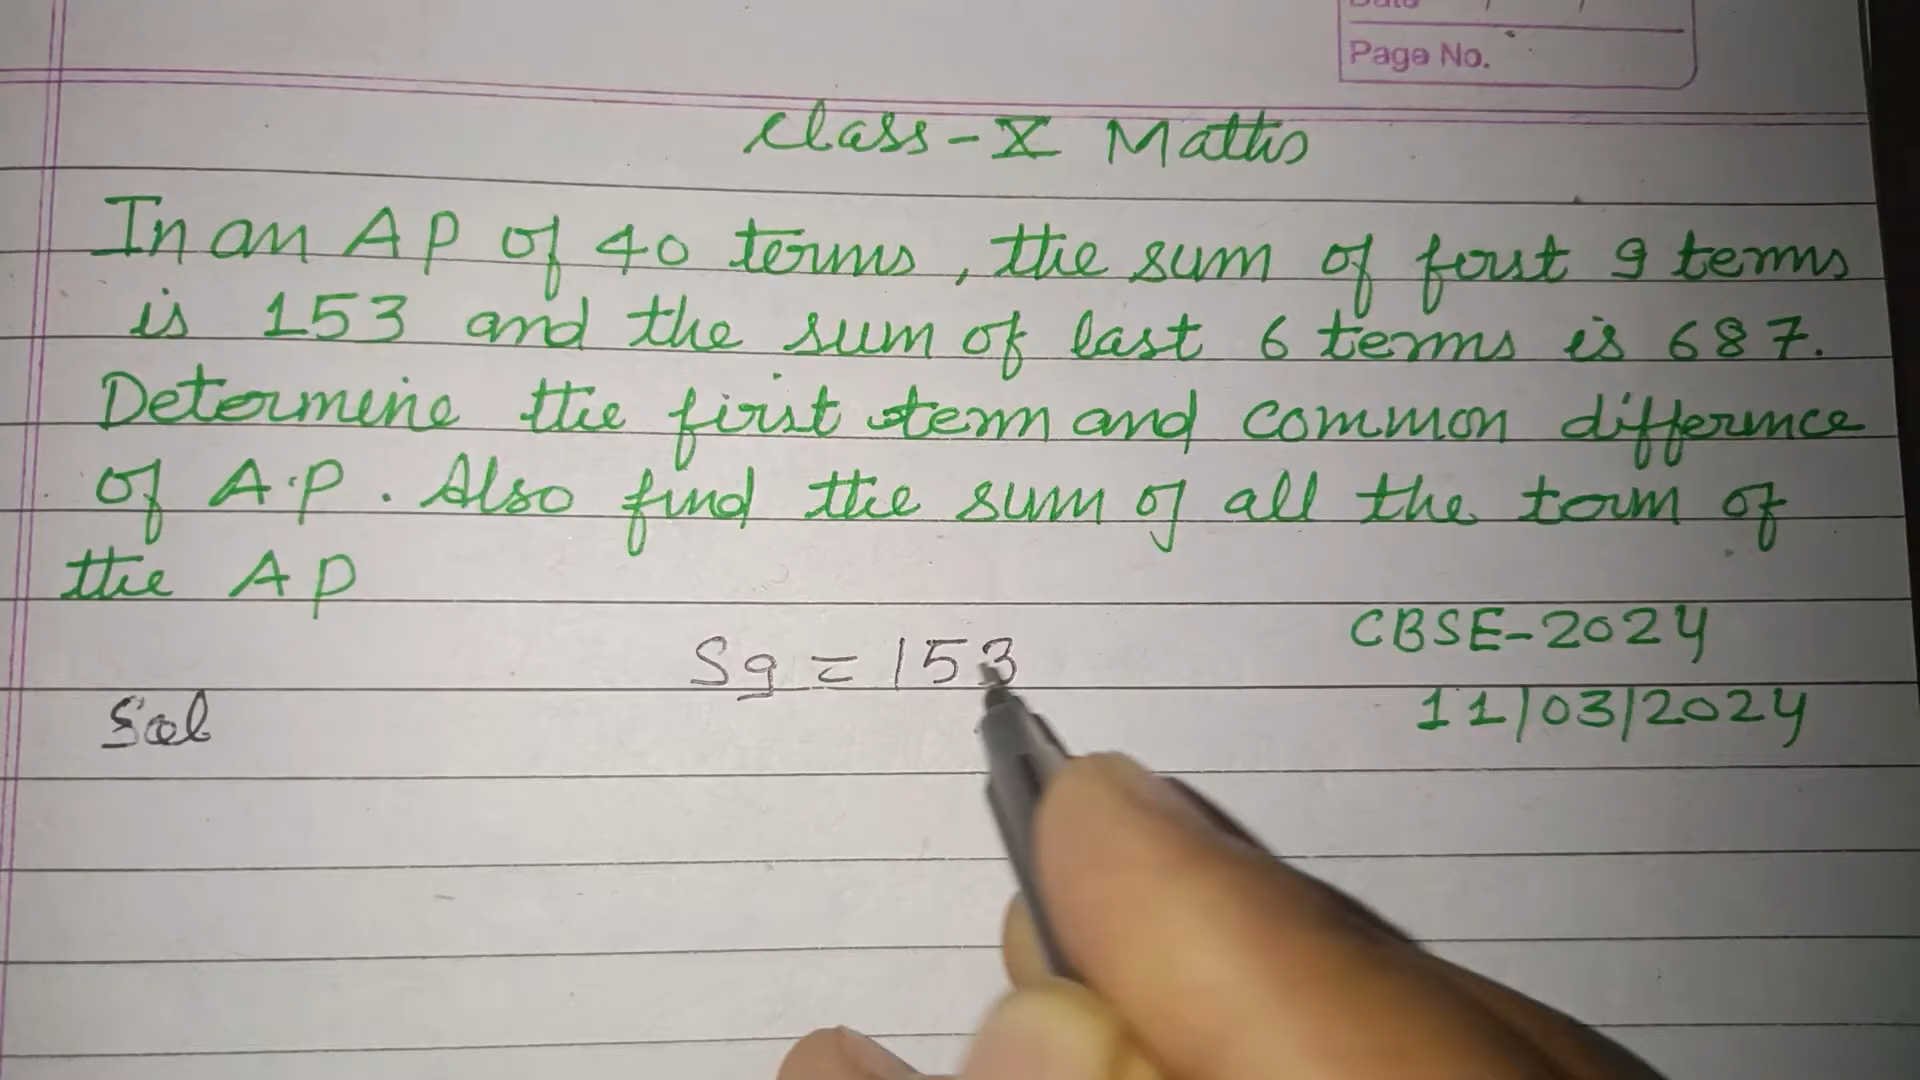 Date / /
Page No.
Class-X Maths
In an AP of 40 terms, the sum of first 9 terms
is 153 and the sum of last 6 terms is 687.
Determine the first term and common difference
of A.P. Also find the sum of all the term of
the AP
S9 = 153
CBSE-2024
Sol
11/03/2024